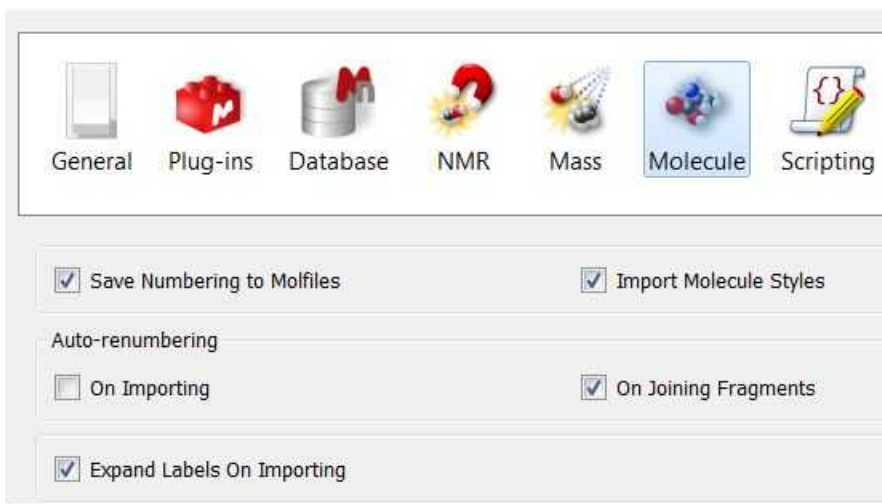 General Plug-ins Database NMR Mass Molecule Scripting
Save Numbering to Molfiles Import Molecule Styles
Auto-renumbering
On Importing On Joining Fragments
Expand Labels On Importing